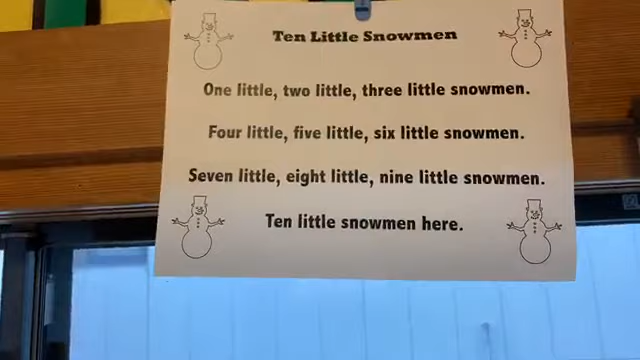 Ten Little Snowmen
One little, two little, three little snowmen.
Four little, five little, six little snowmen.
Seven little, eight little, nine little snowmen.
Ten little snowmen here.